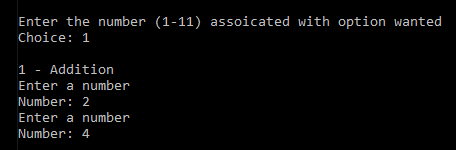 Enter the number (1-11) assoicated with option wanted
Choice: 1
1 - Addition
Enter a number
Number: 2
Enter a number
Number: 4